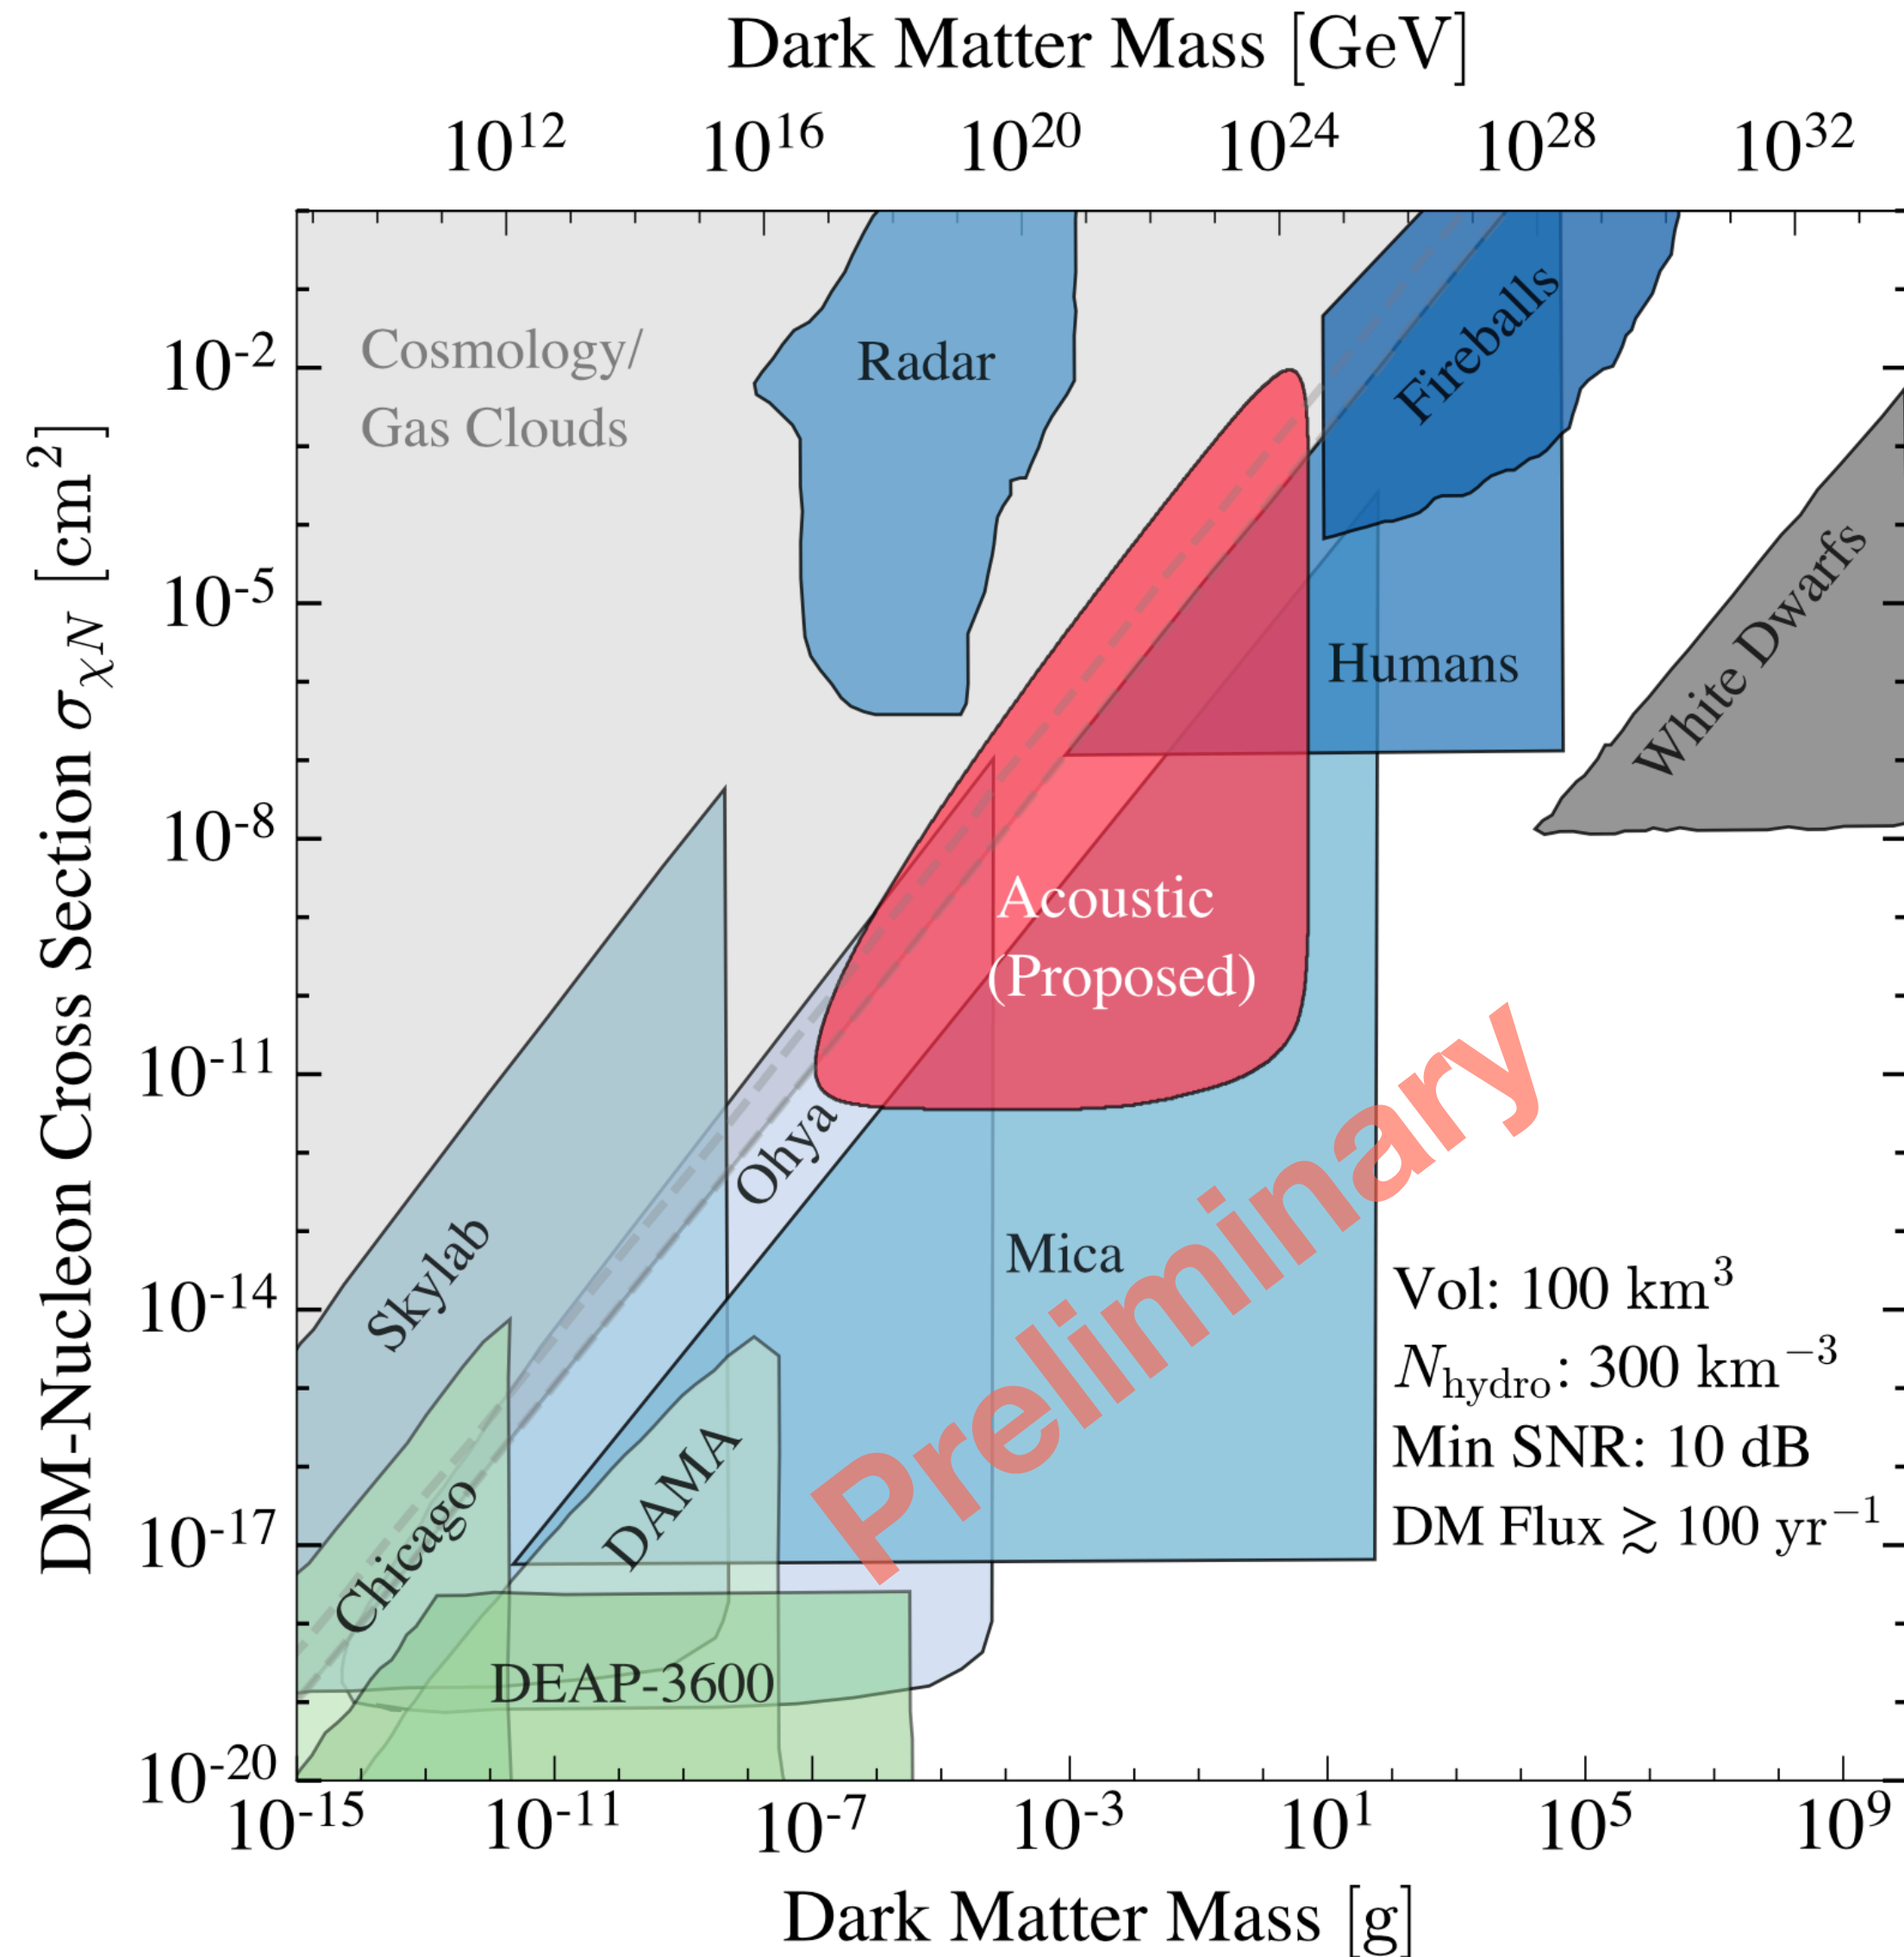 Dark Matter Mass [GeV]
10^12 10^16 10^20 10^24 10^28 10^32
DM-Nucleon Cross Section σ_χN [cm^2]
10^-2
10^-5
10^-8
10^-11
10^-14
10^-17
10^-20
Cosmology/
Gas Clouds
Radar
Fireballs
Humans
White Dwarfs
Acoustic
(Proposed)
Skylab
Ohya
Mica
Chicago
DAMA
DEAP-3600
Preliminary
Vol: 100 km^3
N_hydro: 300 km^−3
Min SNR: 10 dB
DM Flux ≳ 100 yr^−1
10^-15 10^-11 10^-7 10^-3 10^1 10^5 10^9
Dark Matter Mass [g]